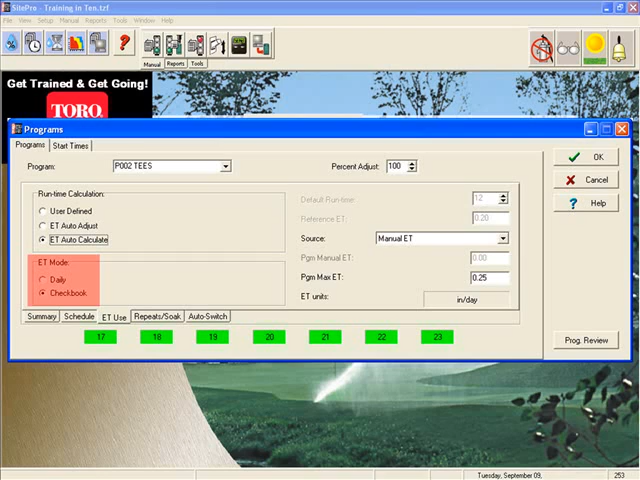 SitePro - Training in Ten.tzf
File View Setup Manual Reports Tools Window Help
Manual Reports Tools
Get Trained & Get Going!
TORO.
Programs
Programs Start Times
Program: P002 TEES Percent Adjust: 100
OK
Cancel
Help
Run-time Calculation:
User Defined
ET Auto Adjust
ET Auto Calculate
ET Mode:
Daily
Checkbook
Default Run-time: 12
Reference ET: 0.20
Source: Manual ET
Pgm Manual ET: 0.00
Pgm Max ET: 0.25
ET units: in/day
Summary Schedule ET Use Repeats/Soak Auto-Switch
17 18 19 20 21 22 23
Prog. Review
Tuesday, September 09, 253